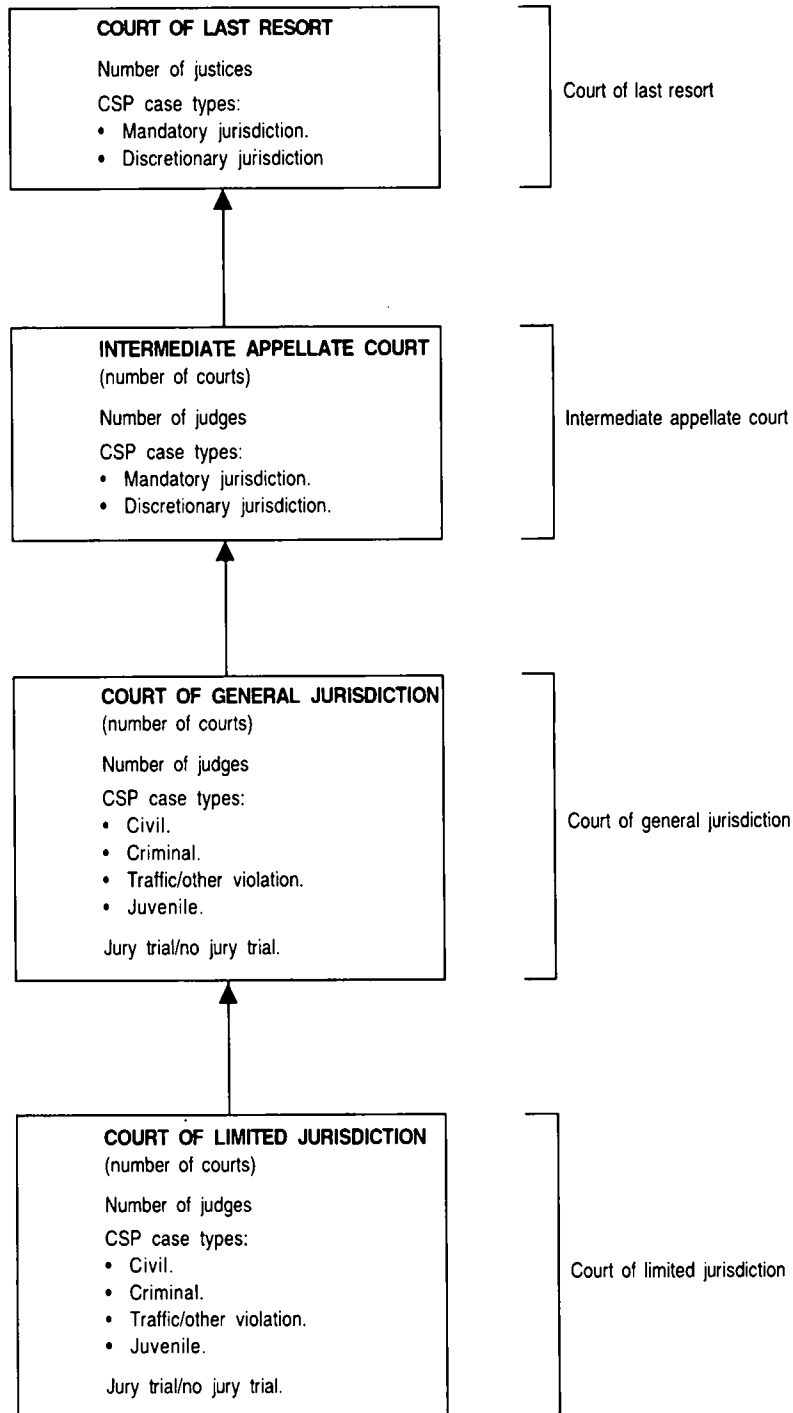 COURT OF LAST RESORT
Number of justices
CSP case types:
• Mandatory jurisdiction.
• Discretionary jurisdiction
Court of last resort
INTERMEDIATE APPELLATE COURT
(number of courts)
Number of judges
CSP case types:
• Mandatory jurisdiction.
• Discretionary jurisdiction.
Intermediate appellate court
COURT OF GENERAL JURISDICTION
(number of courts)
Number of judges
CSP case types:
• Civil.
• Criminal.
• Traffic/other violation.
• Juvenile.
Jury trial/no jury trial.
Court of general jurisdiction
COURT OF LIMITED JURISDICTION
(number of courts)
Number of judges
CSP case types:
• Civil.
• Criminal.
• Traffic/other violation.
• Juvenile.
Jury trial/no jury trial.
Court of limited jurisdiction